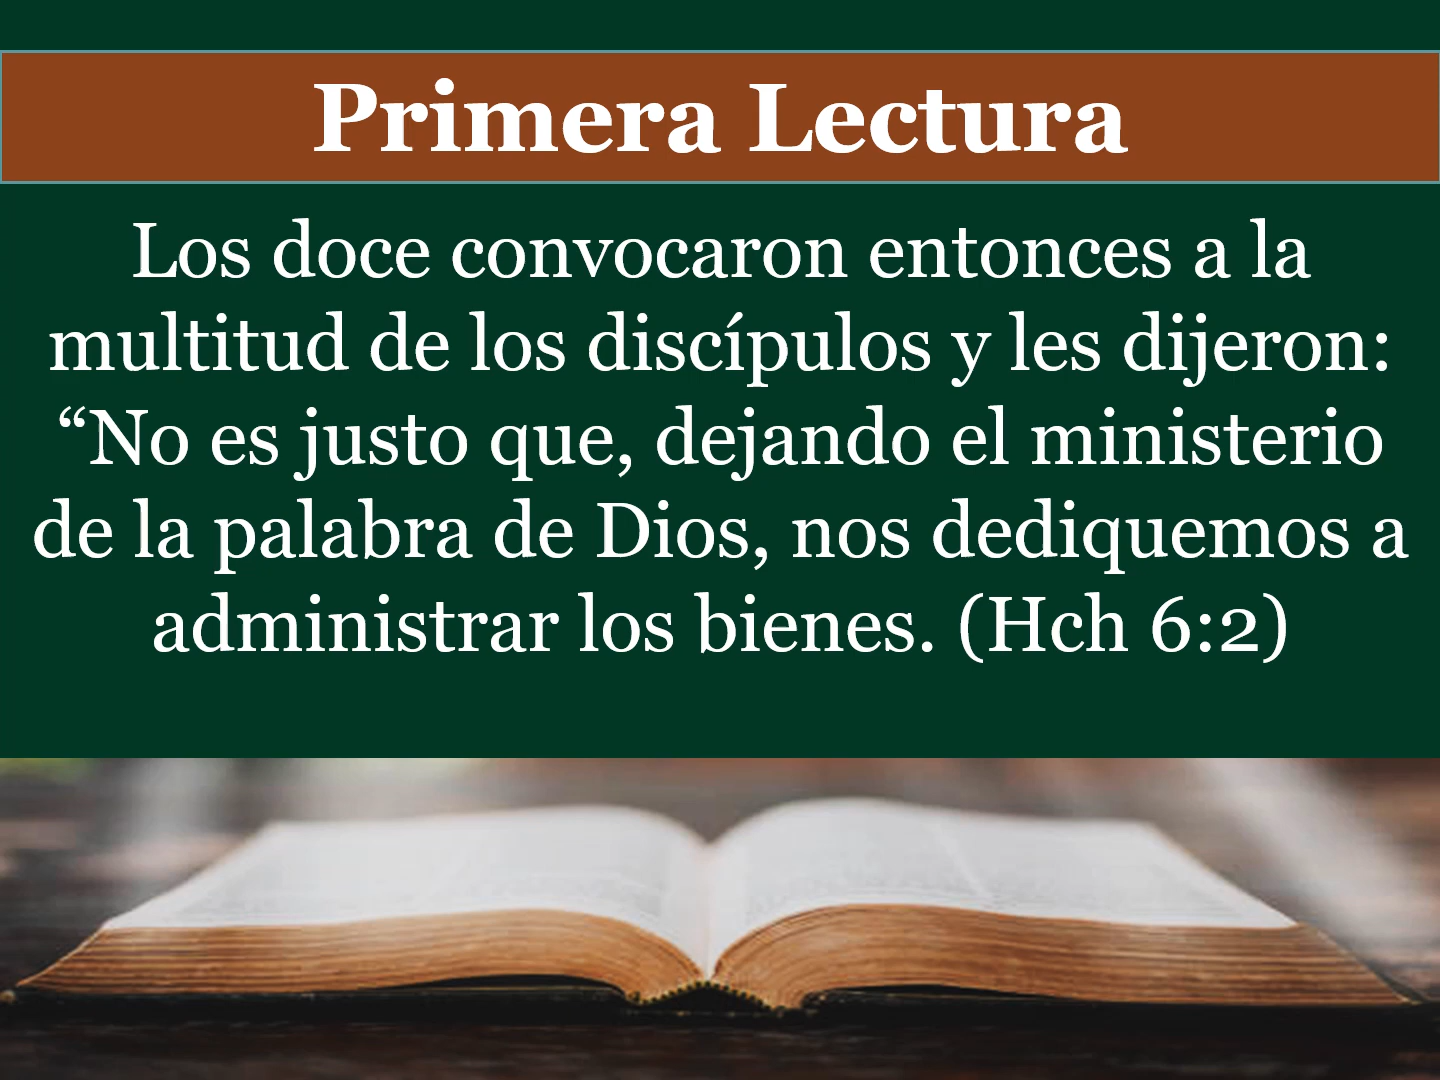 Primera Lectura
Los doce convocaron entonces a la
multitud de los discípulos y les dijeron:
“No es justo que, dejando el ministerio
de la palabra de Dios, nos dediquemos a
administrar los bienes. (Hch 6:2)